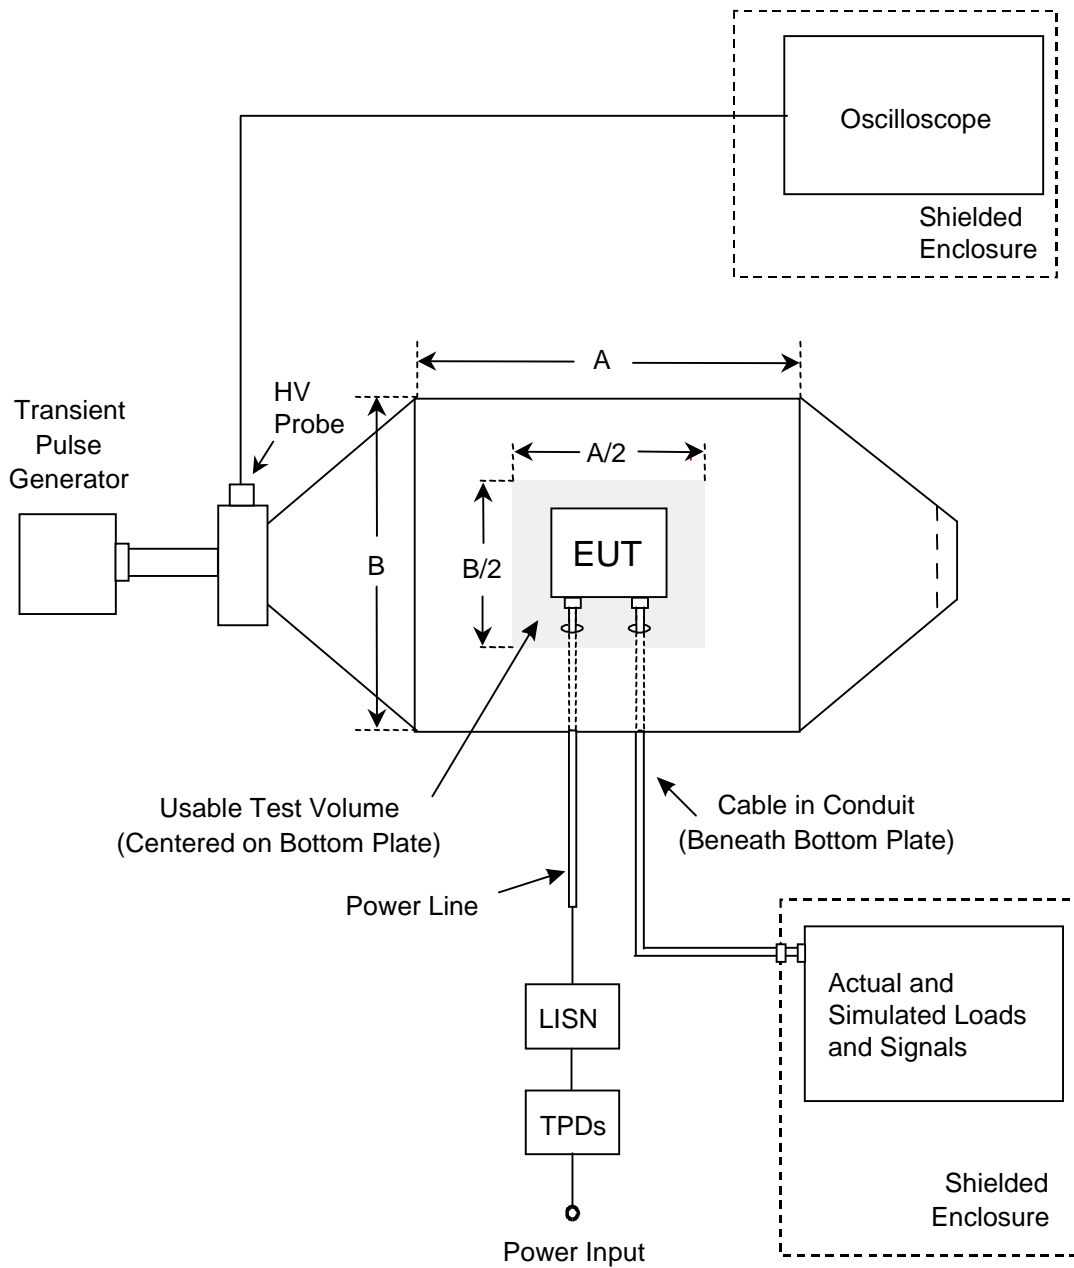 Oscilloscope
Shielded
Enclosure
A
HV
Probe
Transient
Pulse
Generator
A/2
B
B/2
EUT
Usable Test Volume
(Centered on Bottom Plate)
Cable in Conduit
(Beneath Bottom Plate)
Power Line
Actual and
Simulated Loads
and Signals
LISN
TPDs
Shielded
Enclosure
Power Input